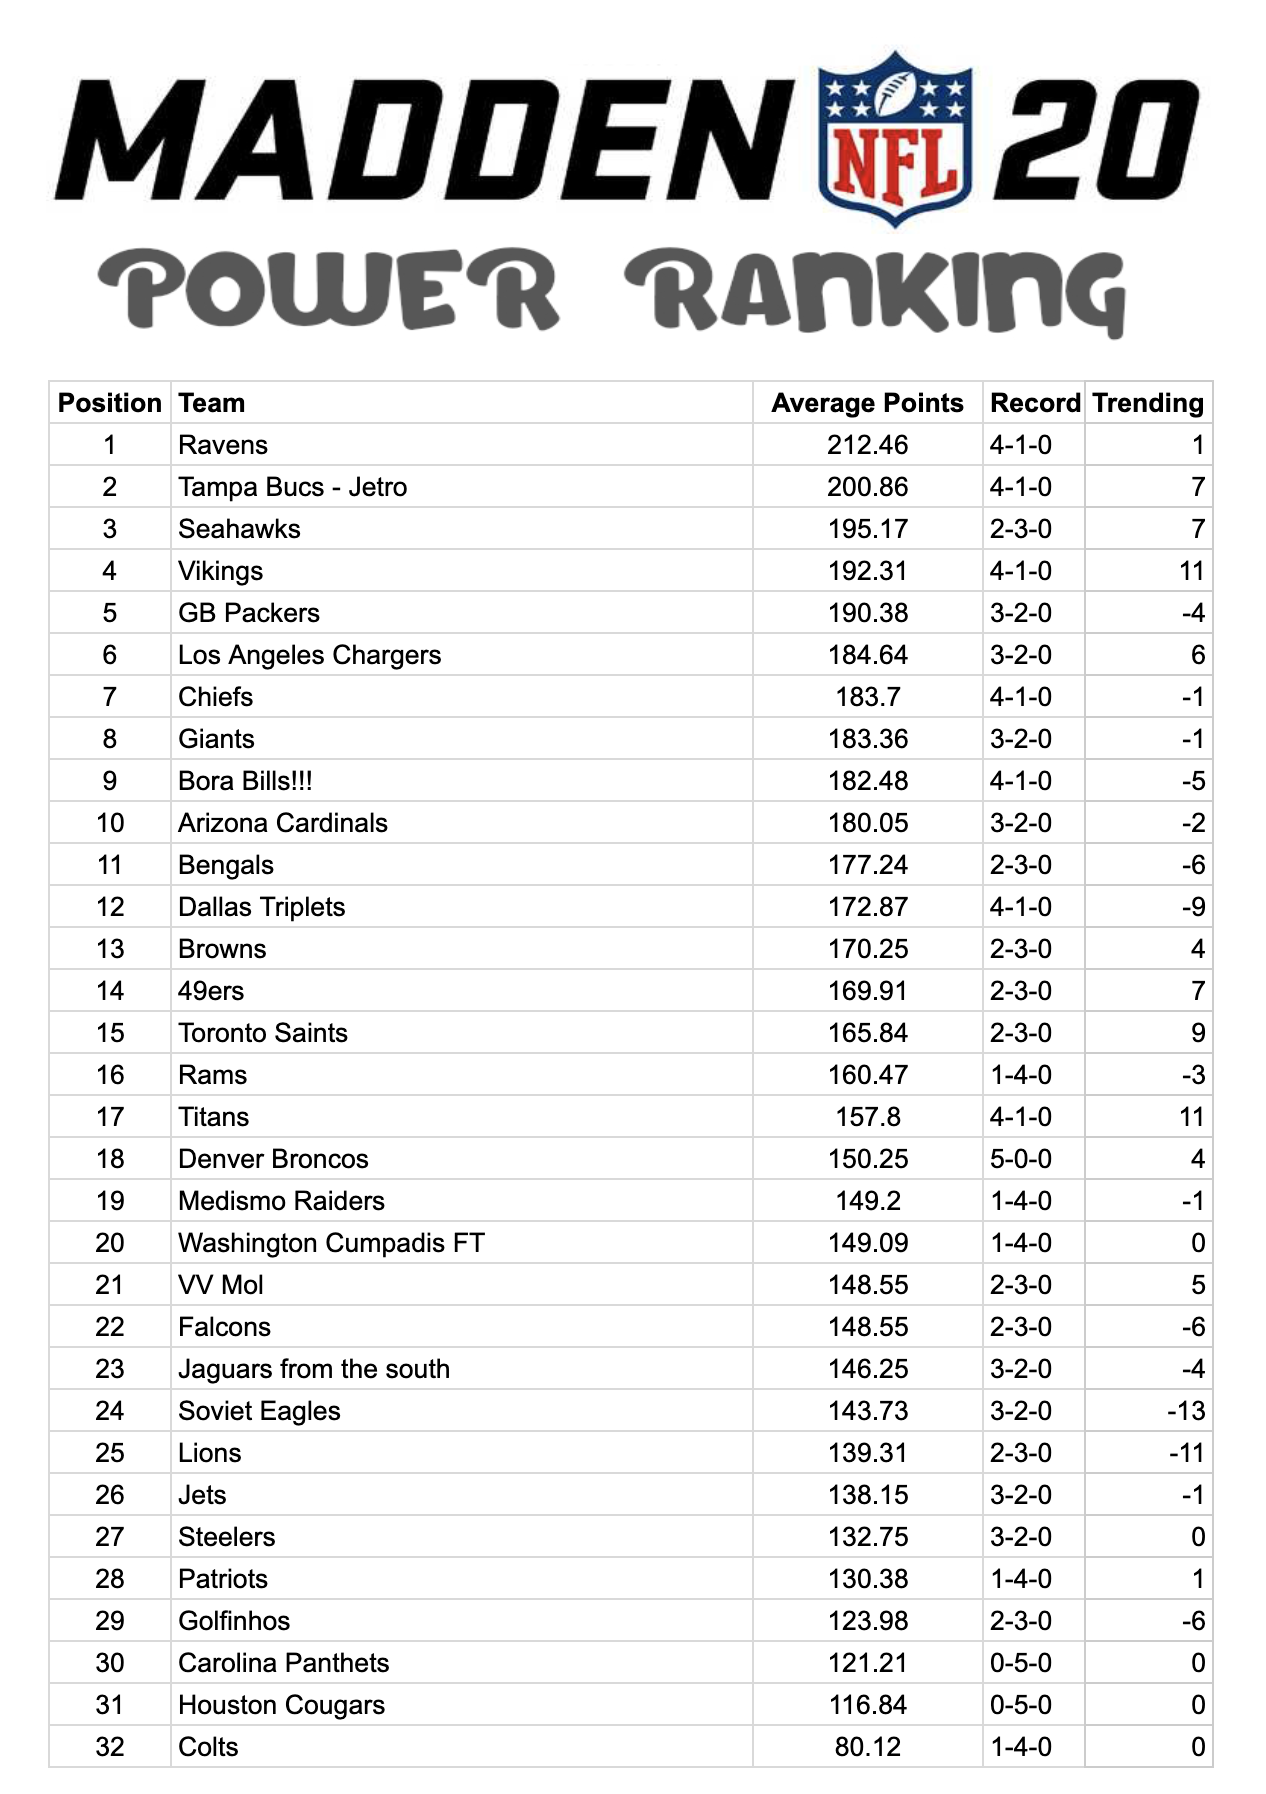 MADDEN NFL 20
POWER RANKING
Position Team Average Points Record Trending
1 Ravens 212.46 4-1-0 1
2 Tampa Bucs - Jetro 200.86 4-1-0 7
3 Seahawks 195.17 2-3-0 7
4 Vikings 192.31 4-1-0 11
5 GB Packers 190.38 3-2-0 -4
6 Los Angeles Chargers 184.64 3-2-0 6
7 Chiefs 183.7 4-1-0 -1
8 Giants 183.36 3-2-0 -1
9 Bora Bills!!! 182.48 4-1-0 -5
10 Arizona Cardinals 180.05 3-2-0 -2
11 Bengals 177.24 2-3-0 -6
12 Dallas Triplets 172.87 4-1-0 -9
13 Browns 170.25 2-3-0 4
14 49ers 169.91 2-3-0 7
15 Toronto Saints 165.84 2-3-0 9
16 Rams 160.47 1-4-0 -3
17 Titans 157.8 4-1-0 11
18 Denver Broncos 150.25 5-0-0 4
19 Medismo Raiders 149.2 1-4-0 -1
20 Washington Cumpadis FT 149.09 1-4-0 0
21 VV Mol 148.55 2-3-0 5
22 Falcons 148.55 2-3-0 -6
23 Jaguars from the south 146.25 3-2-0 -4
24 Soviet Eagles 143.73 3-2-0 -13
25 Lions 139.31 2-3-0 -11
26 Jets 138.15 3-2-0 -1
27 Steelers 132.75 3-2-0 0
28 Patriots 130.38 1-4-0 1
29 Golfinhos 123.98 2-3-0 -6
30 Carolina Panthets 121.21 0-5-0 0
31 Houston Cougars 116.84 0-5-0 0
32 Colts 80.12 1-4-0 0